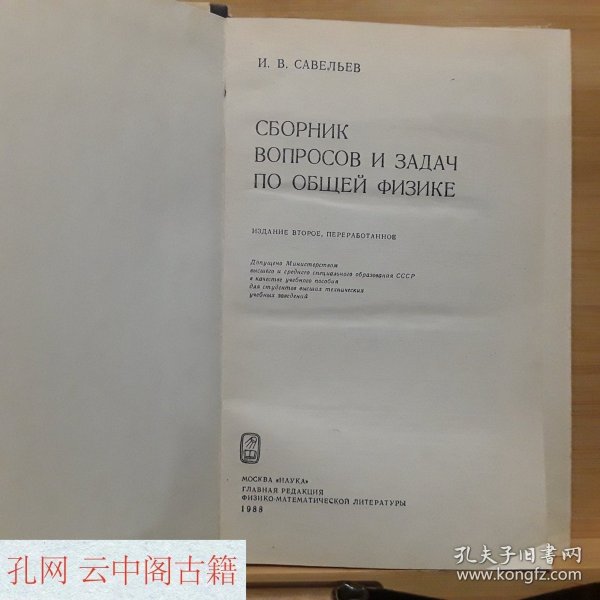 И. В. САВЕЛЬЕВ
СБОРНИК
ВОПРОСОВ И ЗАДАЧ
ПО ОБЩЕЙ ФИЗИКЕ
ИЗДАНИЕ ВТОРОЕ, ПЕРЕРАБОТАННОЕ
Допущено Министерством
высшего и среднего специального образования СССР
в качестве учебного пособия
для студентов высших технических
учебных заведений
МОСКВА «НАУКА»
ГЛАВНАЯ РЕДАКЦИЯ
ФИЗИКО-МАТЕМАТИЧЕСКОЙ ЛИТЕРАТУРЫ
1988
孔网 云中阁古籍
孔夫子旧书网
www.kongfz.com